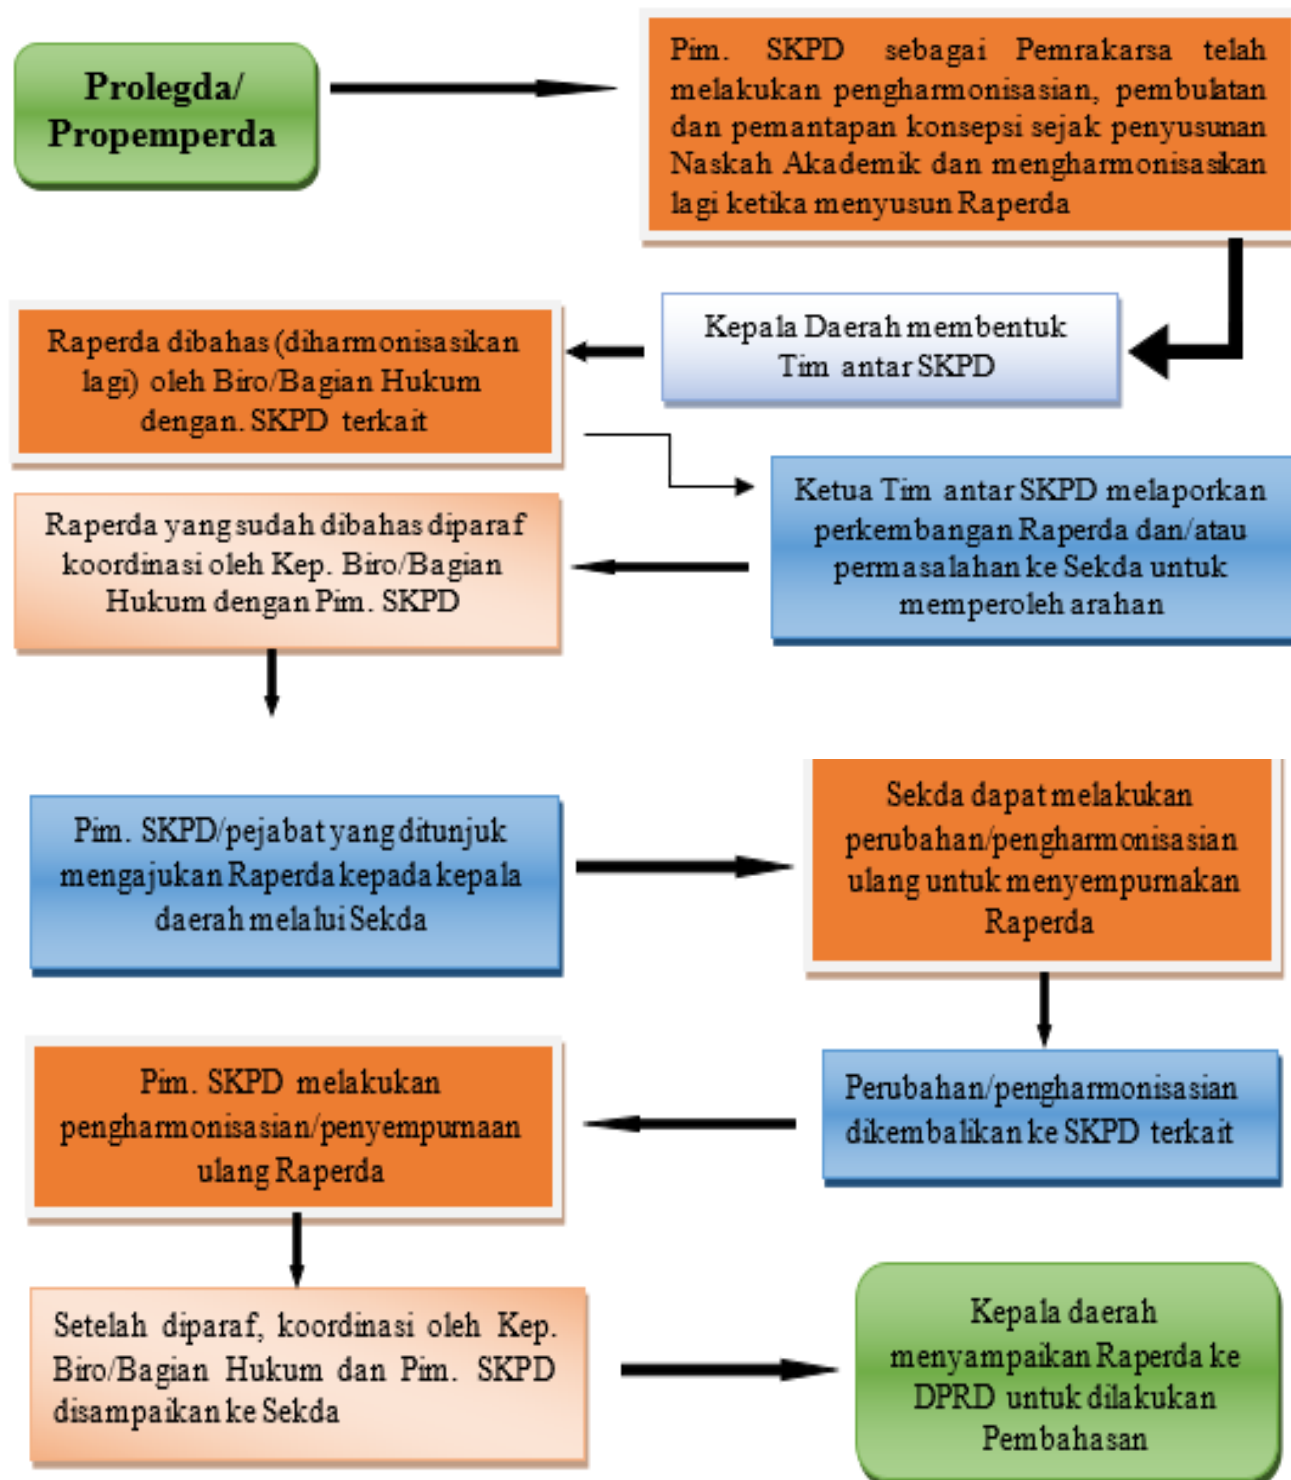 Prolegda/
Propemperda
Pim. SKPD sebagai Pemrakarsa telah
melakukan pengharmonisasian, pembulatan
dan pemantapan konsepsi sejak penyusunan
Naskah Akademik dan mengharmonisasikan
lagi ketika menyusun Raperda
Kepala Daerah membentuk
Tim antar SKPD
Raperda dibahas (diharmonisasikan
lagi) oleh Biro/Bagian Hukum
dengan. SKPD terkait
Ketua Tim antar SKPD melaporkan
perkembangan Raperda dan/atau
permasalahan ke Sekda untuk
memperoleh arahan
Raperda yang sudah dibahas diparaf
koordinasi oleh Kep. Biro/Bagian
Hukum dengan Pim. SKPD
Pim. SKPD/pejabat yang ditunjuk
mengajukan Raperda kepada kepala
daerah melalui Sekda
Sekda dapat melakukan
perubahan/pengharmonisasian
ulang untuk menyempurnakan
Raperda
Perubahan/pengharmonisasian
dikembalikan ke SKPD terkait
Pim. SKPD melakukan
pengharmonisasian/penyempurnaan
ulang Raperda
Setelah diparaf, koordinasi oleh Kep.
Biro/Bagian Hukum dan Pim. SKPD
disampaikan ke Sekda
Kepala daerah
menyampaikan Raperda ke
DPRD untuk dilakukan
Pembahasan